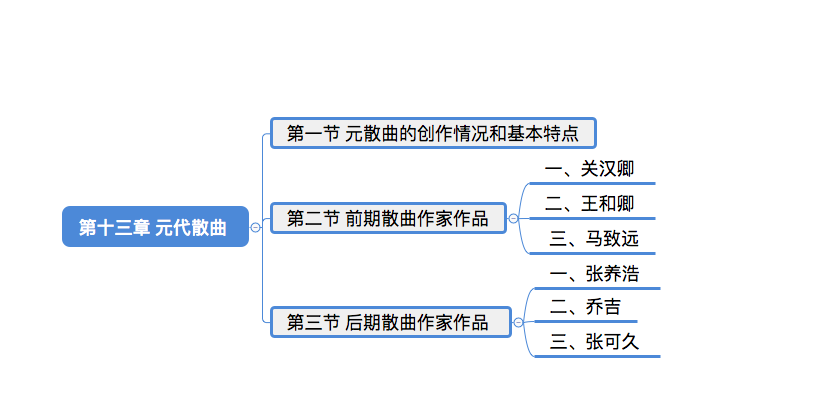 第十三章 元代散曲
第一节 元散曲的创作情况和基本特点
第二节 前期散曲作家作品
一、关汉卿
二、王和卿
三、马致远
第三节 后期散曲作家作品
一、张养浩
二、乔吉
三、张可久